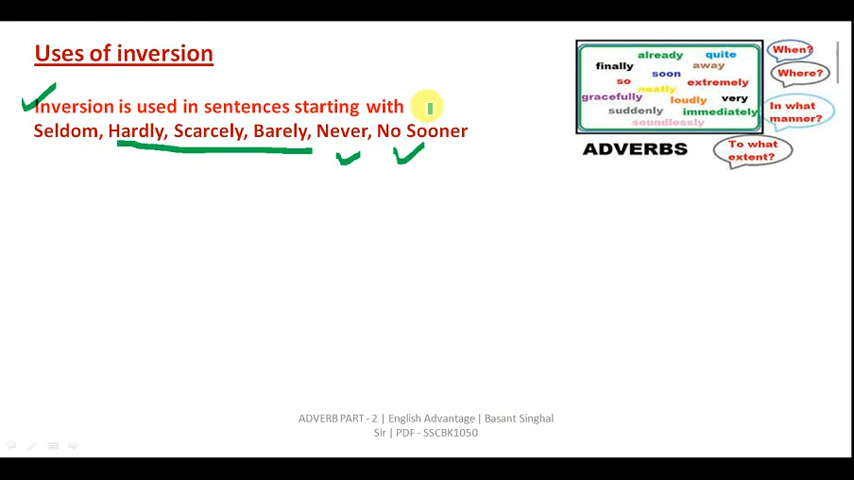 Uses of inversion
Inversion is used in sentences starting with
Seldom, Hardly, Scarcely, Barely, Never, No Sooner
already quite
finally away
soon
so extremely
neatly
gracefully loudly very
suddenly immediately
soundlessly
ADVERBS
When?
Where?
In what
manner?
To what
extent?
ADVERB PART - 2 | English Advantage | Basant Singhal
Sir | PDF - SSCBK1050